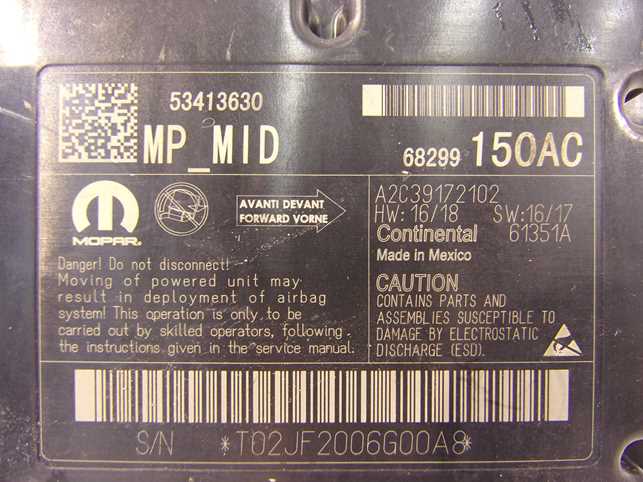 53413630
MP_MID
68299 150AC
MOPAR
AVANTI DEVANT
FORWARD VORNE
A2C39172102
HW: 16/18 SW: 16/17
Continental 61351A
Made in Mexico
Danger! Do not disconnect!
Moving of powered unit may
result in deployment of airbag
system! This operation is only to be
carried out by skilled operators, following
the instructions given in the service manual.
CAUTION
CONTAINS PARTS AND
ASSEMBLIES SUSCEPTIBLE TO
DAMAGE BY ELECTROSTATIC
DISCHARGE (ESD).
S/N *T02JF2006G00A8*